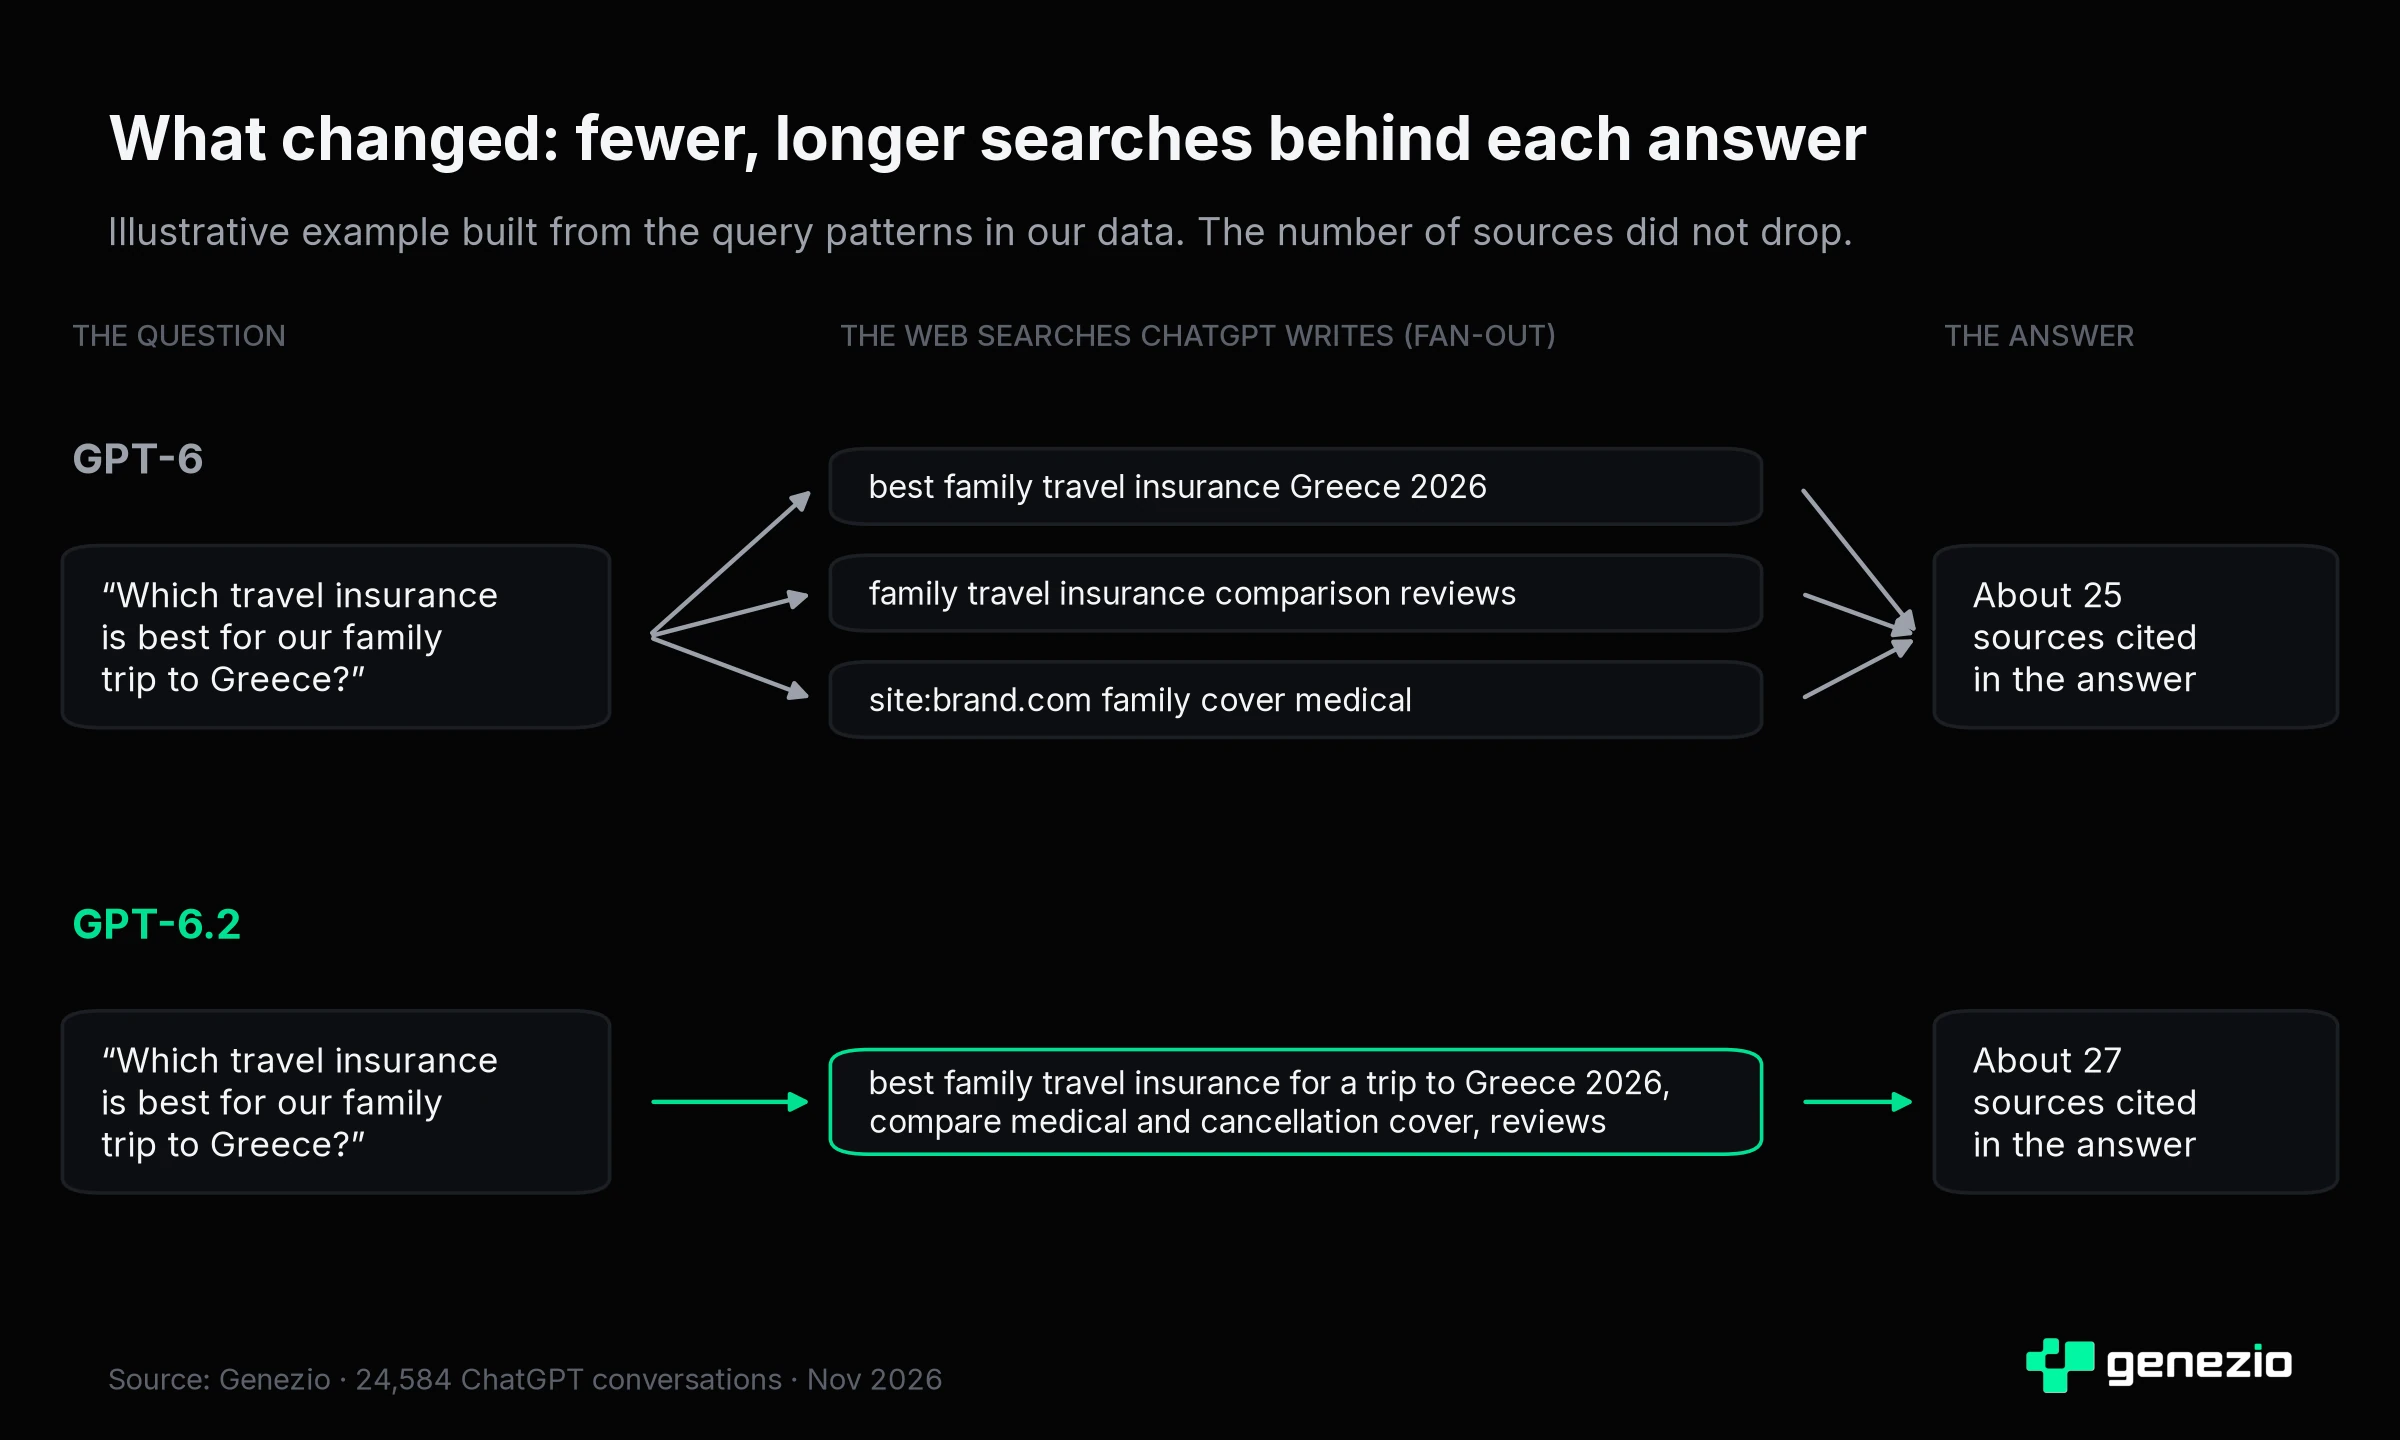 What changed: fewer, longer searches behind each answer
Illustrative example built from the query patterns in our data. The number of sources did not drop.
THE QUESTION
THE WEB SEARCHES CHATGPT WRITES (FAN-OUT)
THE ANSWER
GPT-6
“Which travel insurance
is best for our family
trip to Greece?”
best family travel insurance Greece 2026
family travel insurance comparison reviews
site:brand.com family cover medical
About 25
sources cited
in the answer
GPT-6.2
“Which travel insurance
is best for our family
trip to Greece?”
best family travel insurance for a trip to Greece 2026,
compare medical and cancellation cover, reviews
About 27
sources cited
in the answer
Source: Genezio · 24,584 ChatGPT conversations · Nov 2026
genezio